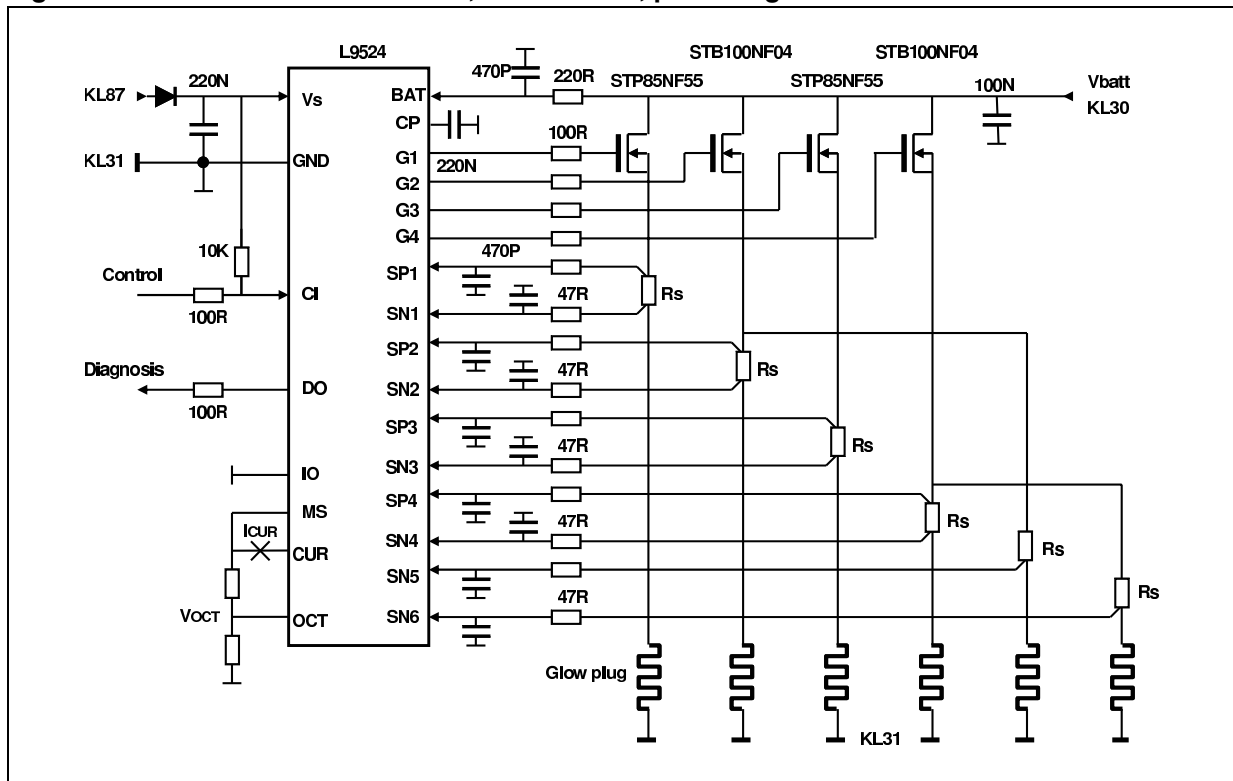 L9524
STB100NF04
STB100NF04
STP85NF55
STP85NF55
470P
220R
100N
Vbatt
KL30
KL87
220N
Vs
BAT
CP
220N
KL31
GND
G1
100R
G2
G3
G4
10K
Control
100R
CI
SP1
470P
Rs
SN1
47R
SP2
Rs
Diagnosis
100R
DO
SN2
47R
SP3
Rs
SN3
47R
IO
SP4
Rs
MS
ICUR
CUR
SN4
47R
SN5
Rs
VOCT
OCT
SN6
47R
Rs
Glow plug
KL31